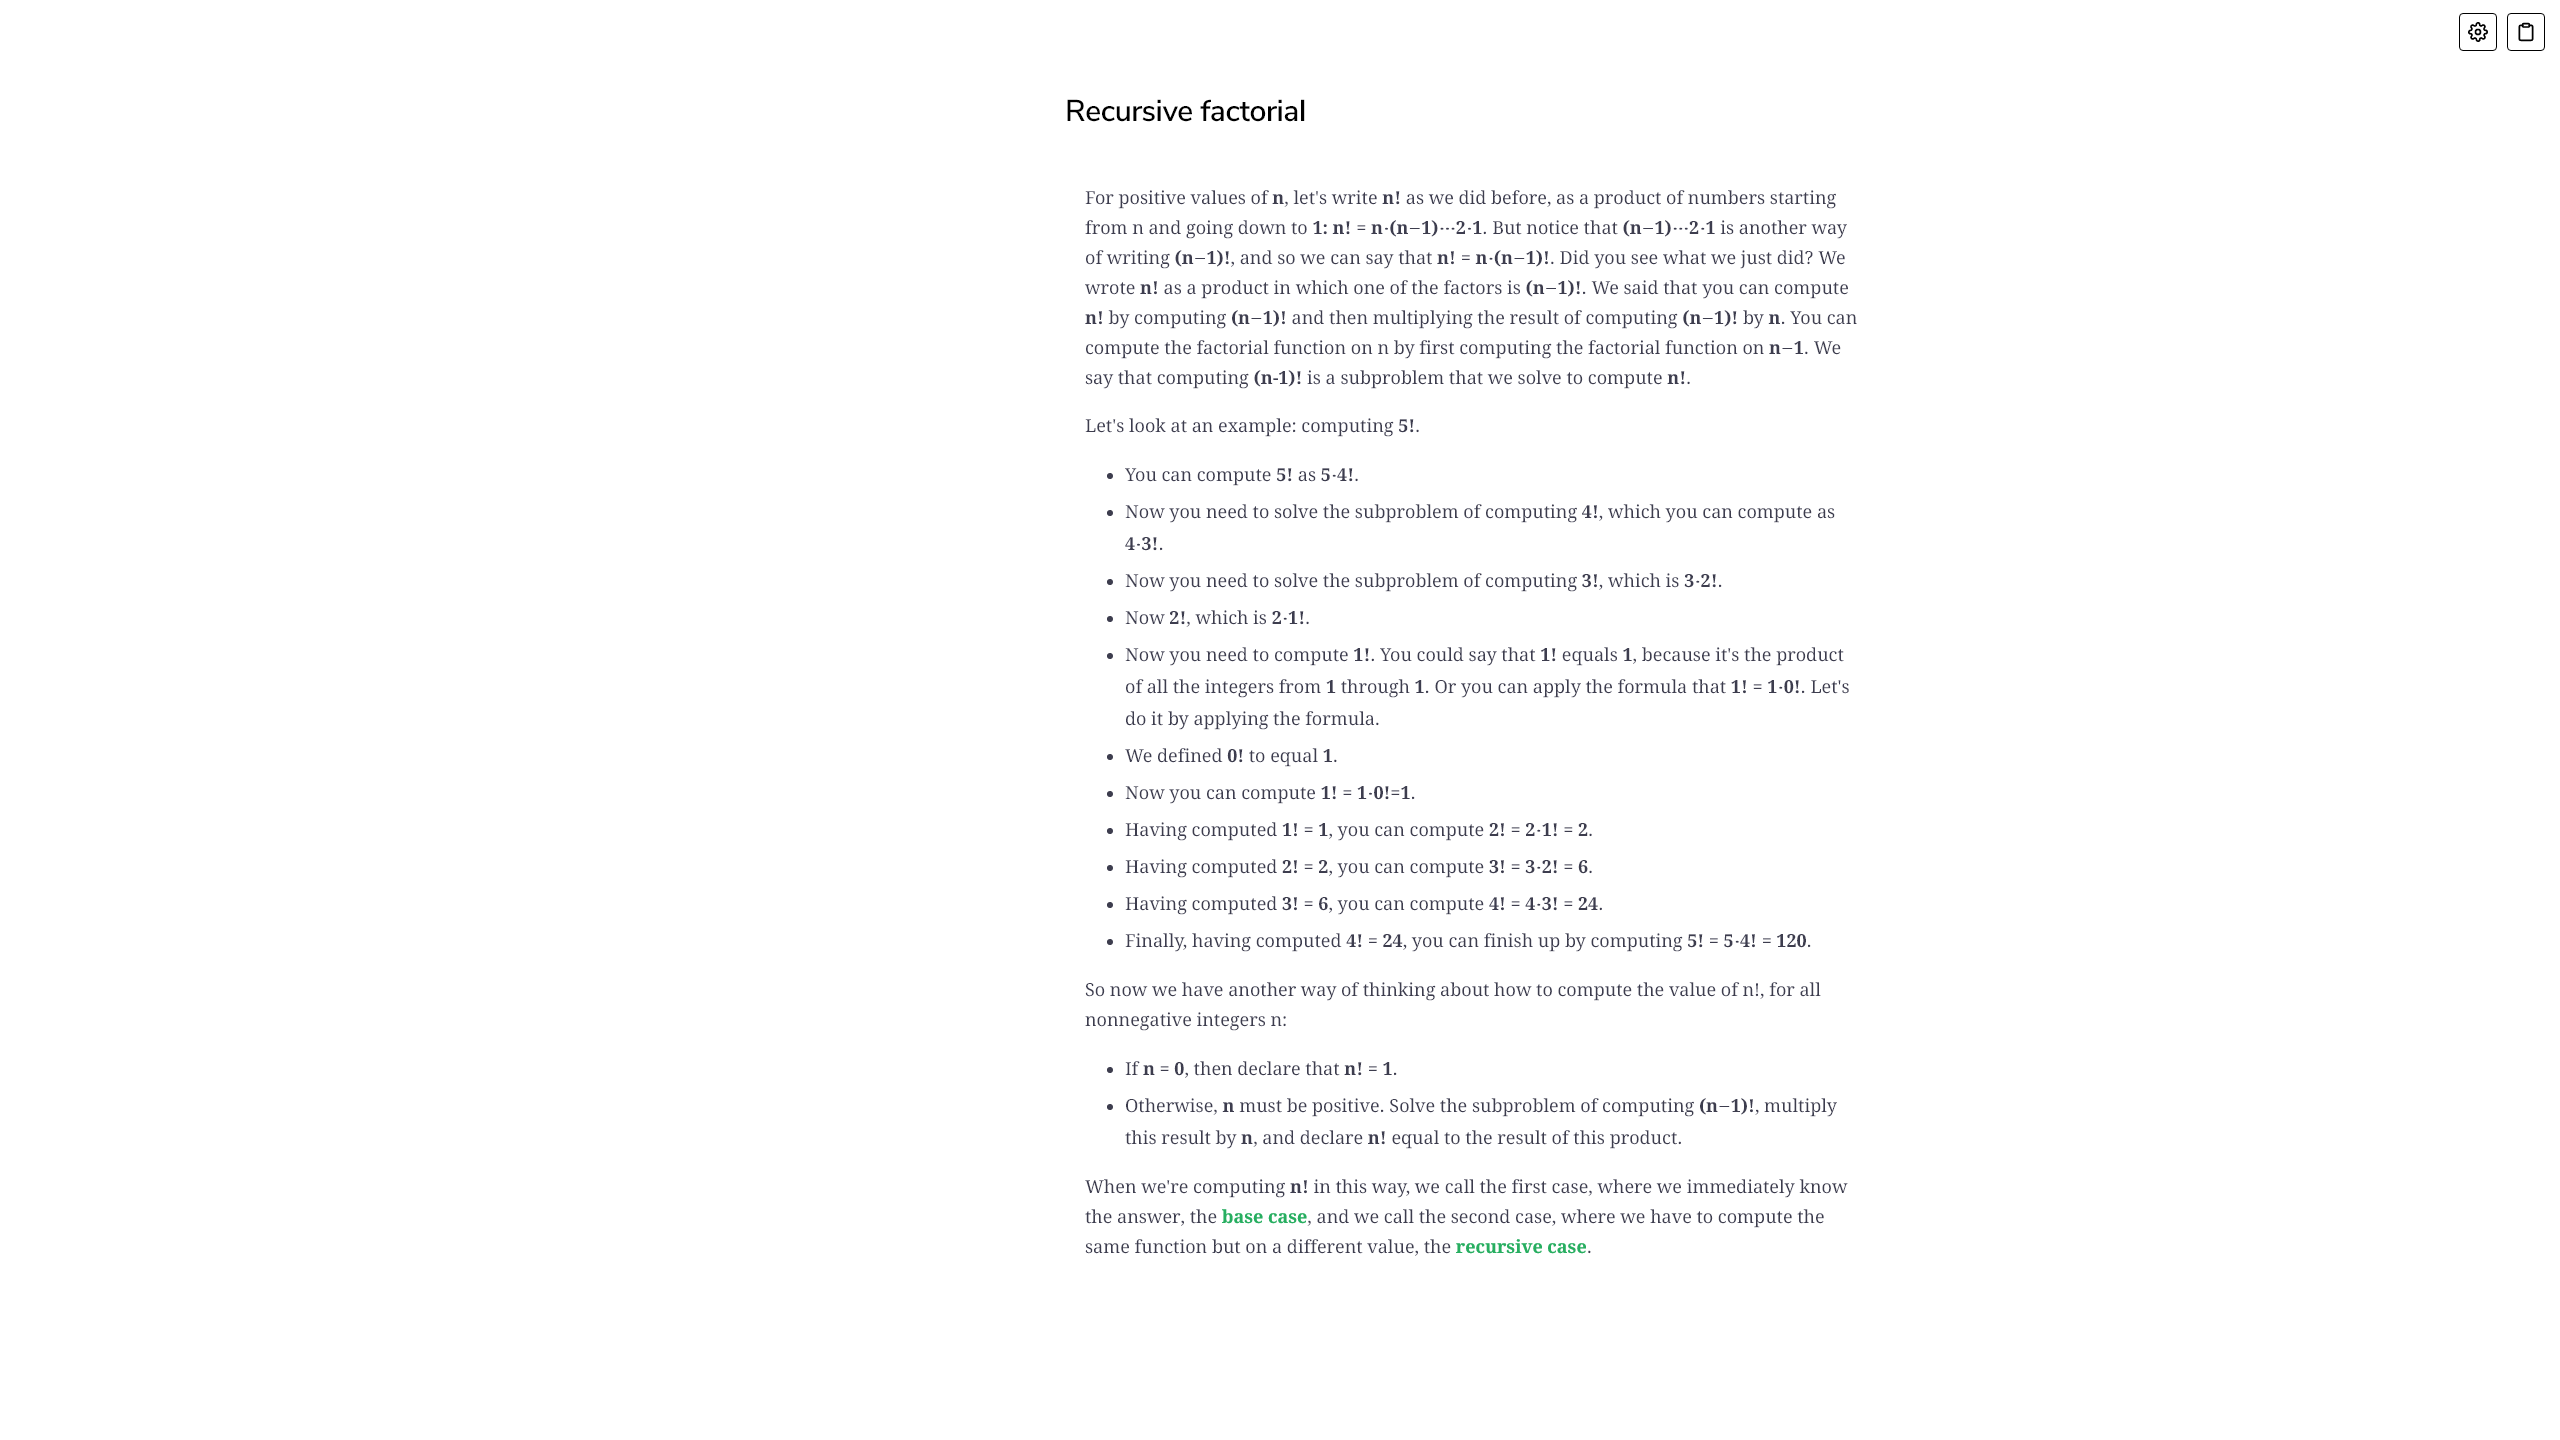 Recursive factorial
For positive values of n, let's write n! as we did before, as a product of numbers starting
from n and going down to 1: n! = n·(n−1)⋯2·1. But notice that (n−1)⋯2·1 is another way
of writing (n−1)!, and so we can say that n! = n·(n−1)!. Did you see what we just did? We
wrote n! as a product in which one of the factors is (n−1)!. We said that you can compute
n! by computing (n−1)! and then multiplying the result of computing (n−1)! by n. You can
compute the factorial function on n by first computing the factorial function on n−1. We
say that computing (n-1)! is a subproblem that we solve to compute n!.
Let's look at an example: computing 5!.
• You can compute 5! as 5·4!.
• Now you need to solve the subproblem of computing 4!, which you can compute as
4·3!.
• Now you need to solve the subproblem of computing 3!, which is 3·2!.
• Now 2!, which is 2·1!.
• Now you need to compute 1!. You could say that 1! equals 1, because it's the product
of all the integers from 1 through 1. Or you can apply the formula that 1! = 1·0!. Let's
do it by applying the formula.
• We defined 0! to equal 1.
• Now you can compute 1! = 1·0!=1.
• Having computed 1! = 1, you can compute 2! = 2·1! = 2.
• Having computed 2! = 2, you can compute 3! = 3·2! = 6.
• Having computed 3! = 6, you can compute 4! = 4·3! = 24.
• Finally, having computed 4! = 24, you can finish up by computing 5! = 5·4! = 120.
So now we have another way of thinking about how to compute the value of n!, for all
nonnegative integers n:
• If n = 0, then declare that n! = 1.
• Otherwise, n must be positive. Solve the subproblem of computing (n−1)!, multiply
this result by n, and declare n! equal to the result of this product.
When we're computing n! in this way, we call the first case, where we immediately know
the answer, the base case, and we call the second case, where we have to compute the
same function but on a different value, the recursive case.